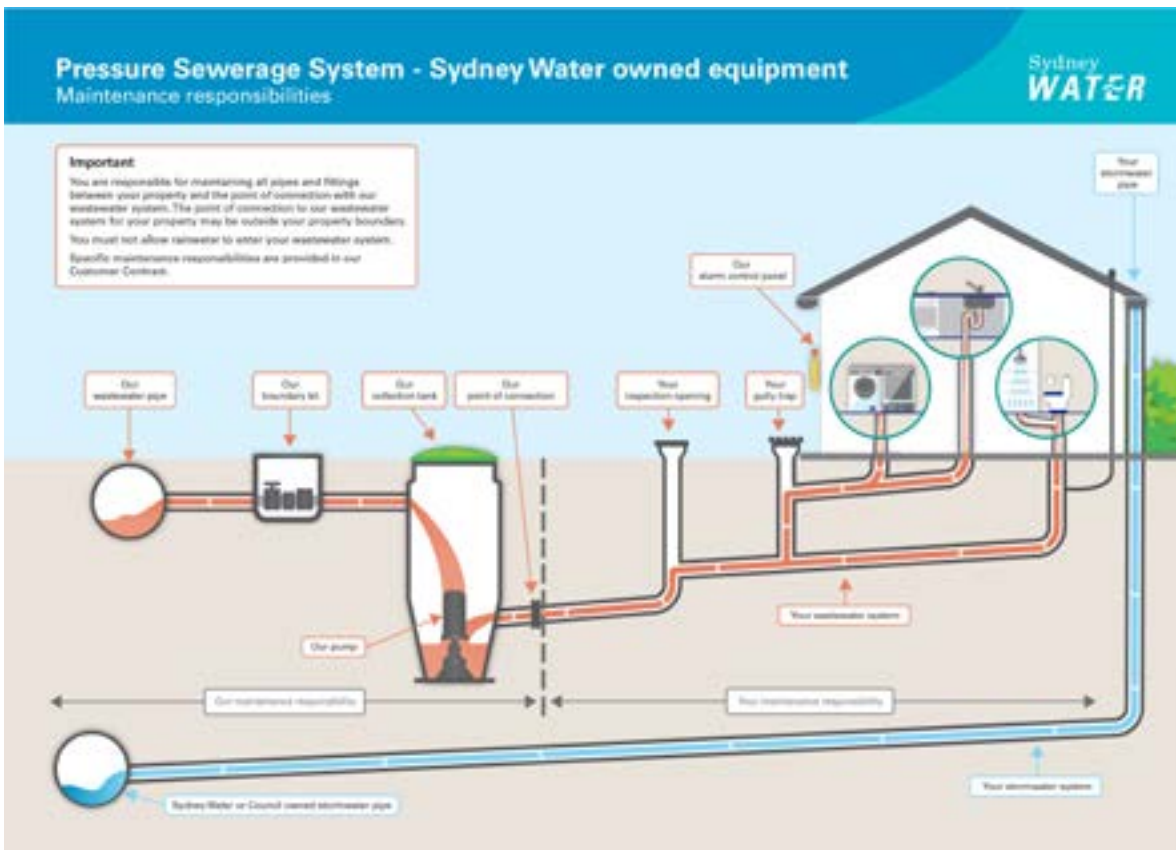 Pressure Sewerage System - Sydney Water owned equipment
Maintenance responsibilities
Sydney
WATER
Important
You are responsible for maintaining all pipes and fittings
between your property and the point of connection with our
wastewater system. The point of connection to our wastewater
system for your property may be outside your property boundary.
You must not allow rainwater to enter your wastewater system.
Specific maintenance responsibilities are provided in our
Customer Contract.
Your
stormwater
pipe
Our
alarm control panel
Our
wastewater pipe
Our
boundary kit
Our
collection tank
Our
point of connection
Your
inspection opening
Your
gully trap
Your wastewater system
Our pump
Our maintenance responsibility
Your maintenance responsibility
Your stormwater system
Sydney Water or Council owned stormwater pipe